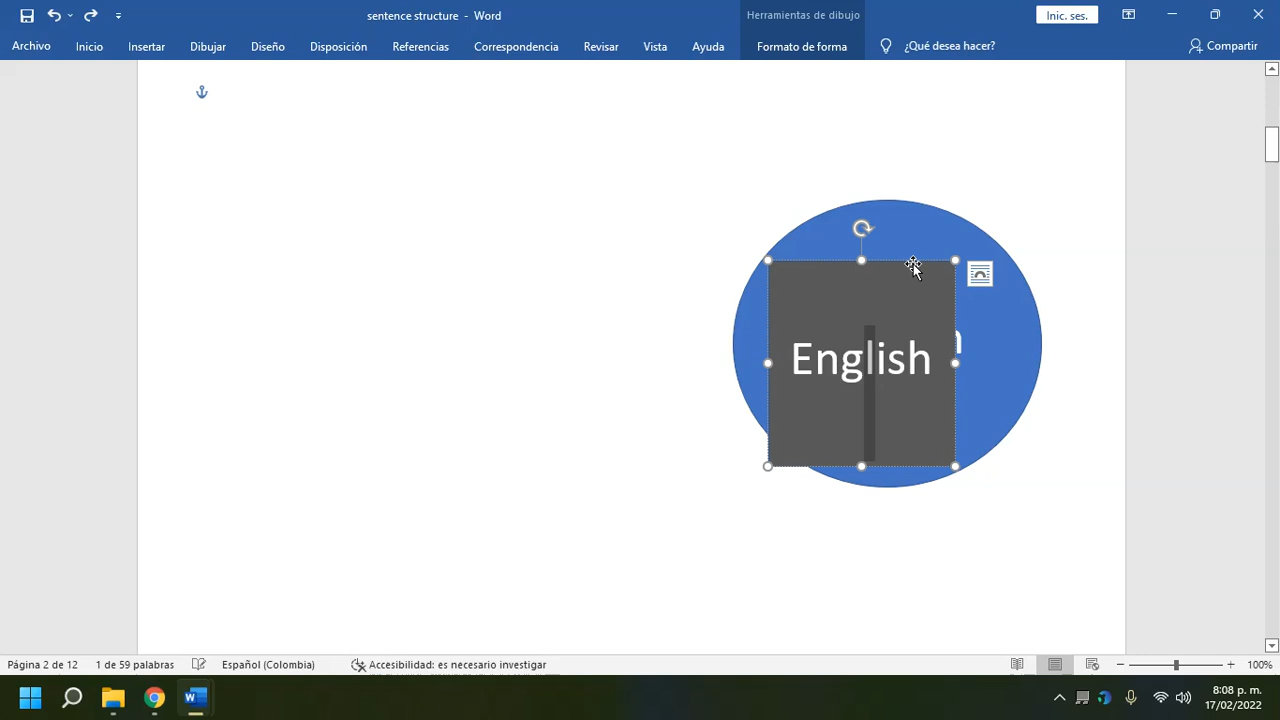 sentence structure - Word
Herramientas de dibujo
Inic. ses.
Archivo Inicio Insertar Dibujar Diseño Disposición Referencias Correspondencia Revisar Vista Ayuda Formato de forma ¿Qué desea hacer? Compartir
English
Página 2 de 12 1 de 59 palabras Español (Colombia) Accesibilidad: es necesario investigar 100%
8:08 p. m.
17/02/2022